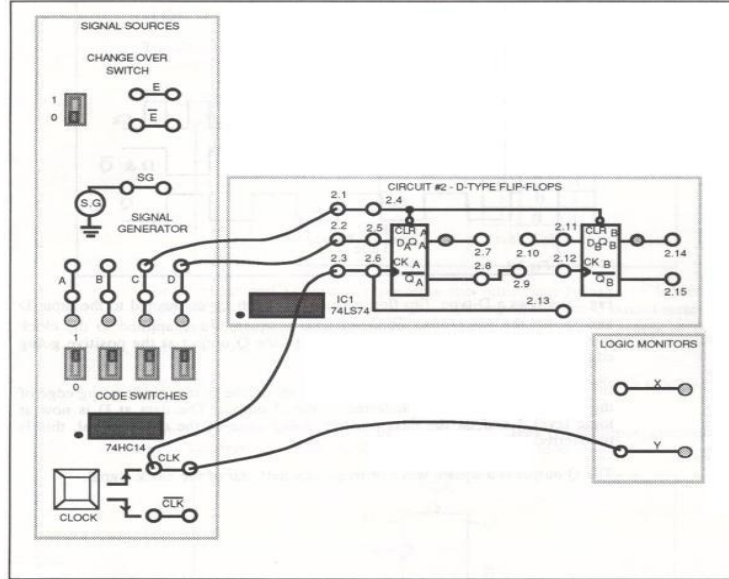 SIGNAL SOURCES
CHANGE OVER
SWITCH
E
1
0
E
SG
S.G
SIGNAL
GENERATOR
A
B
C
D
1
0
CODE SWITCHES
74HC14
CLK
CLOCK
CLK
CIRCUIT #2 - D-TYPE FLIP-FLOPS
2.1
2.4
2.2
2.5
CLR
D A
Q A
2.7
2.3
2.6
CK A
Q A
2.8
2.9
IC1
74LS74
2.13
2.10
2.11
CLR B
D B
Q B
2.14
2.12
CK B
Q B
2.15
LOGIC MONITORS
X
Y